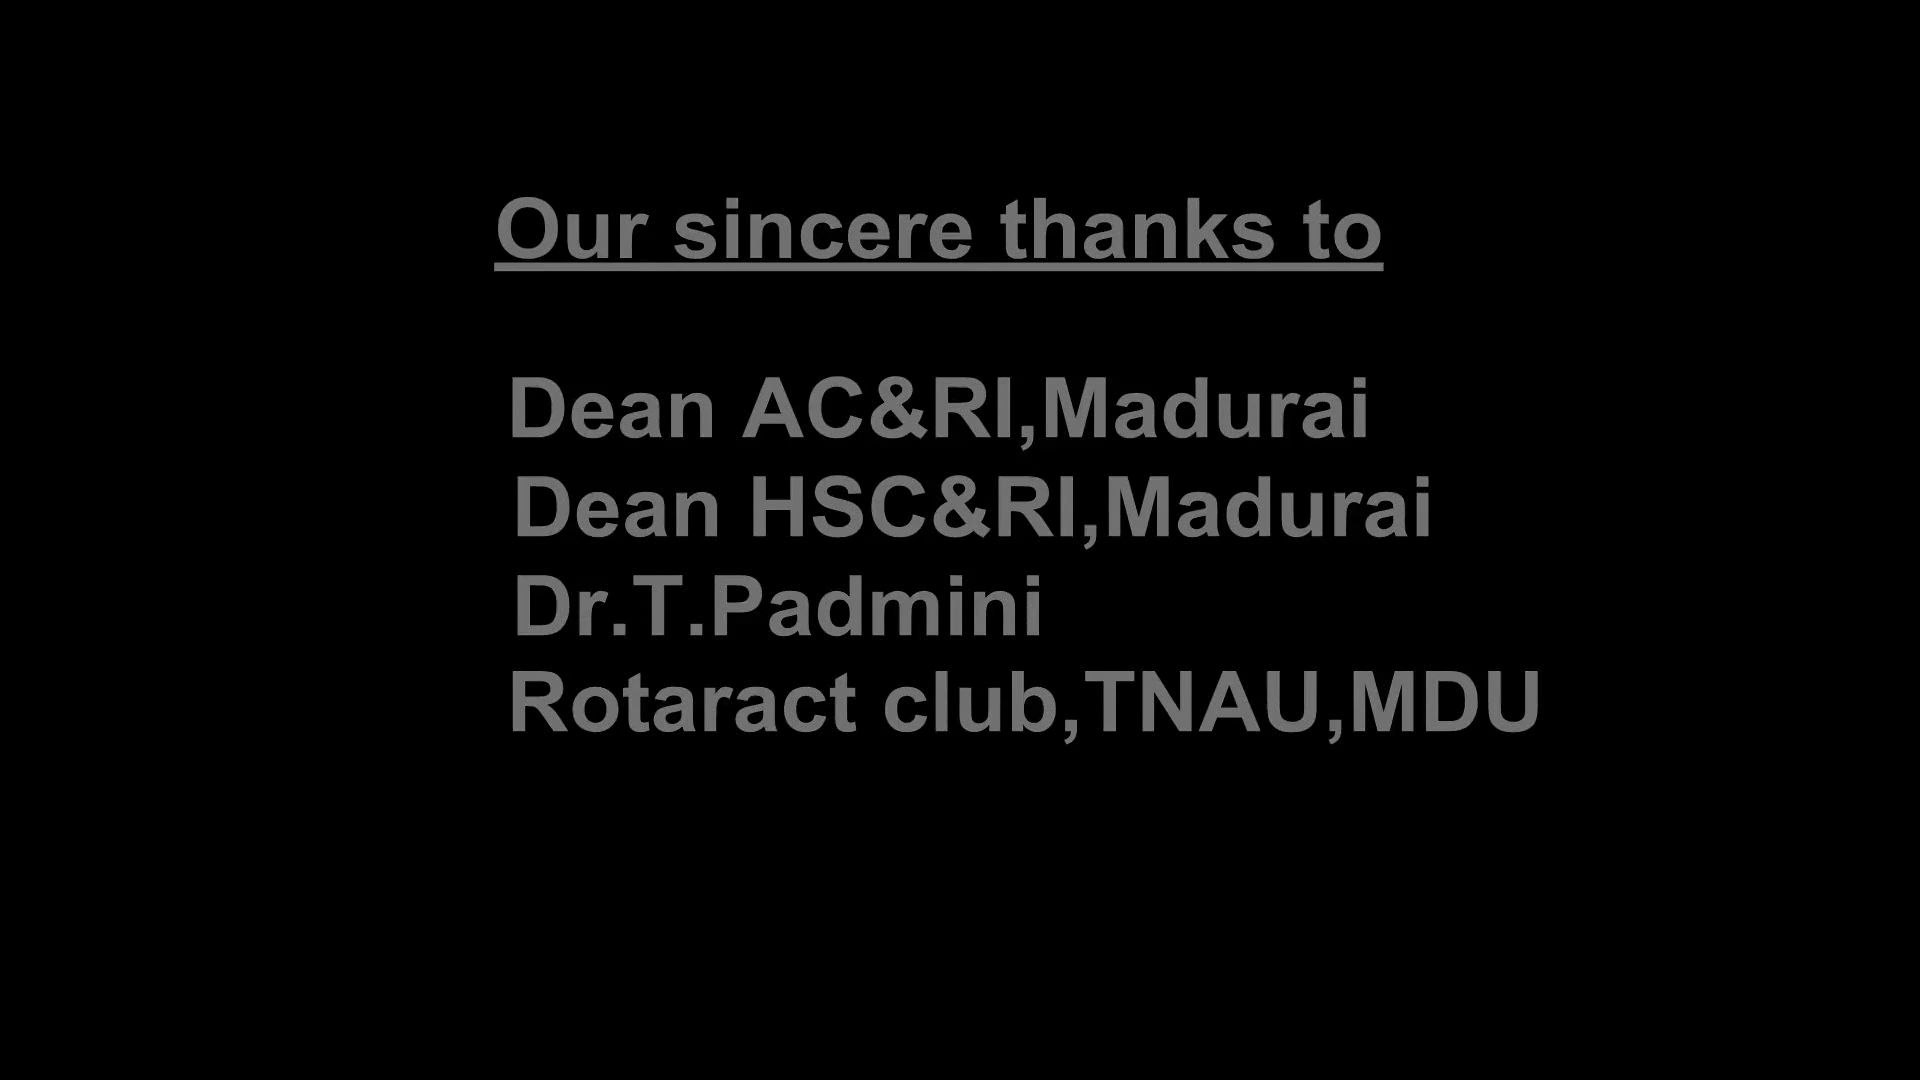 Our sincere thanks to
Dean AC&RI,Madurai
Dean HSC&RI,Madurai
Dr.T.Padmini
Rotaract club,TNAU,MDU